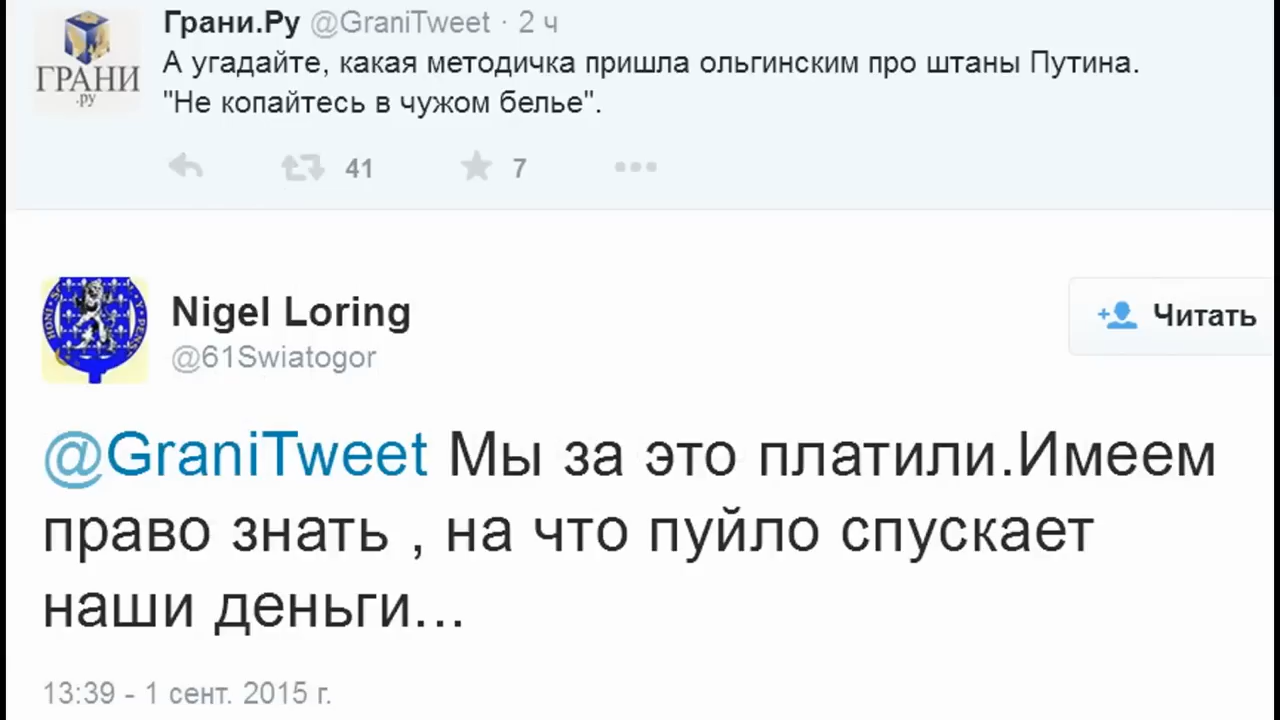 Грани.Ру @GraniTweet · 2 ч
ГРАНИ
.ру
А угадайте, какая методичка пришла ольгинским про штаны Путина.
"Не копайтесь в чужом белье".
41 7
Nigel Loring
@61Swiatogor
Читать
@GraniTweet Мы за это платили.Имеем
право знать , на что пуйло спускает
наши деньги...
13:39 - 1 сент. 2015 г.